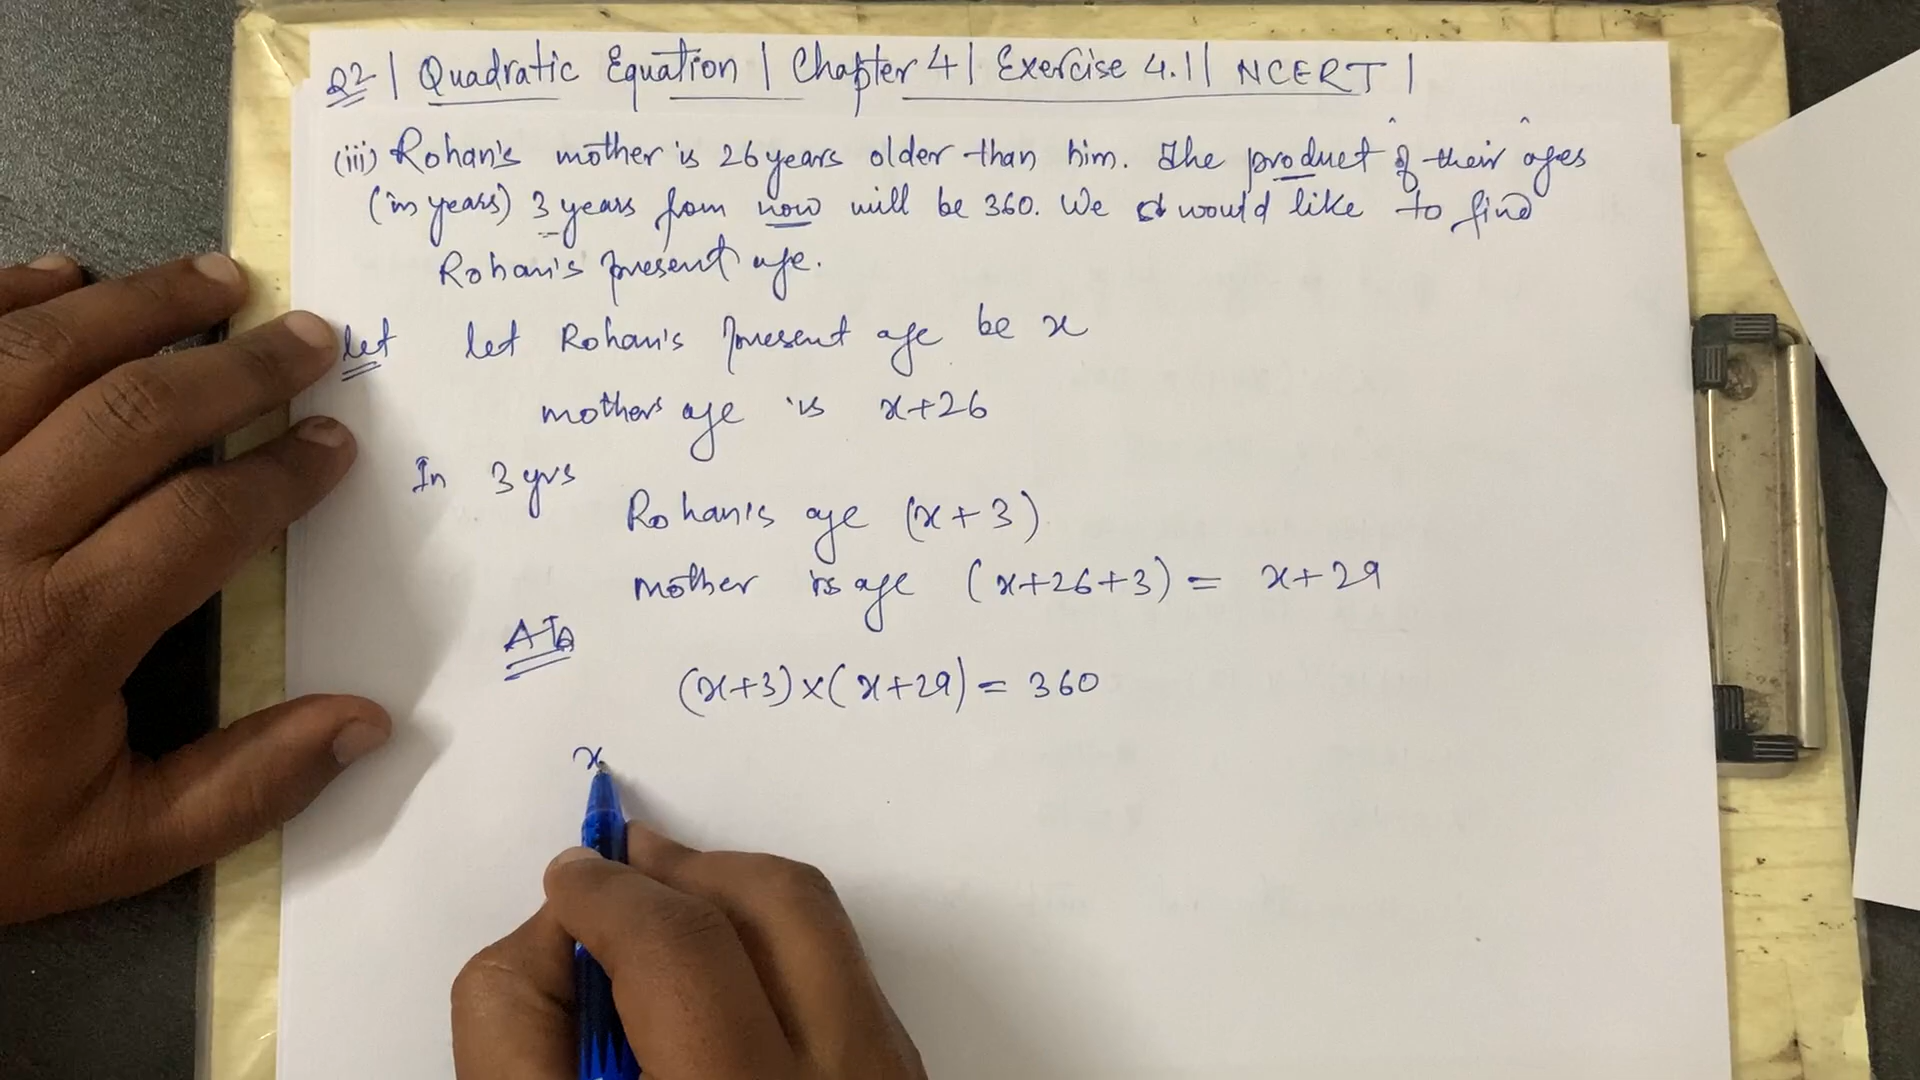 Q2 | Quadratic Equation | Chapter 4 | Exercise 4.1 | NCERT |
(iii) Rohan's mother is 26 years older than him. The product of their ages
(in years) 3 years from now will be 360. We would like to find
Rohan's present age.
let let Rohan's present age be x
mothers age is x+26
In 3 yrs
Rohan's age (x+3)
mother is age (x+26+3) = x+29
ATQ
(x+3)×(x+29) = 360
x